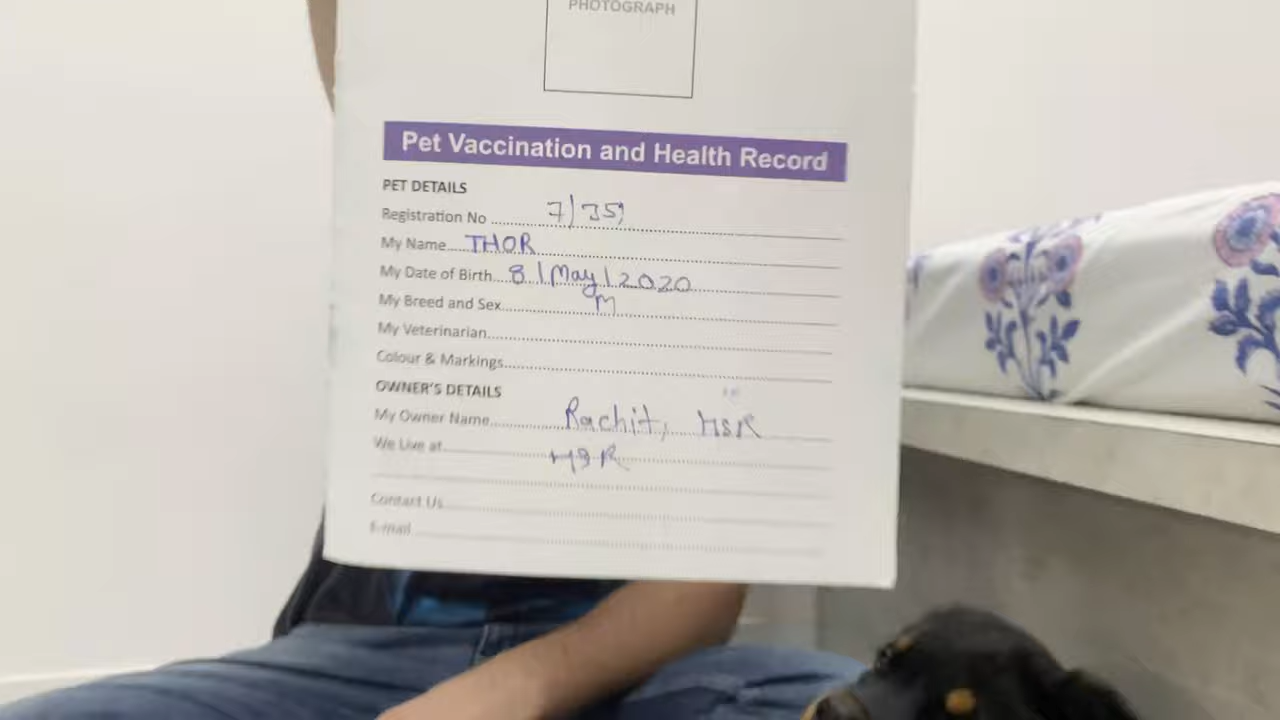 PHOTOGRAPH
Pet Vaccination and Health Record
PET DETAILS
Registration No 7/351
My Name THOR
My Date of Birth 8/May/2020
My Breed and Sex M
My Veterinarian
Colour & Markings
OWNER'S DETAILS
My Owner Name Rachit, HSR
We Live at HSR
Contact Us
E-mail